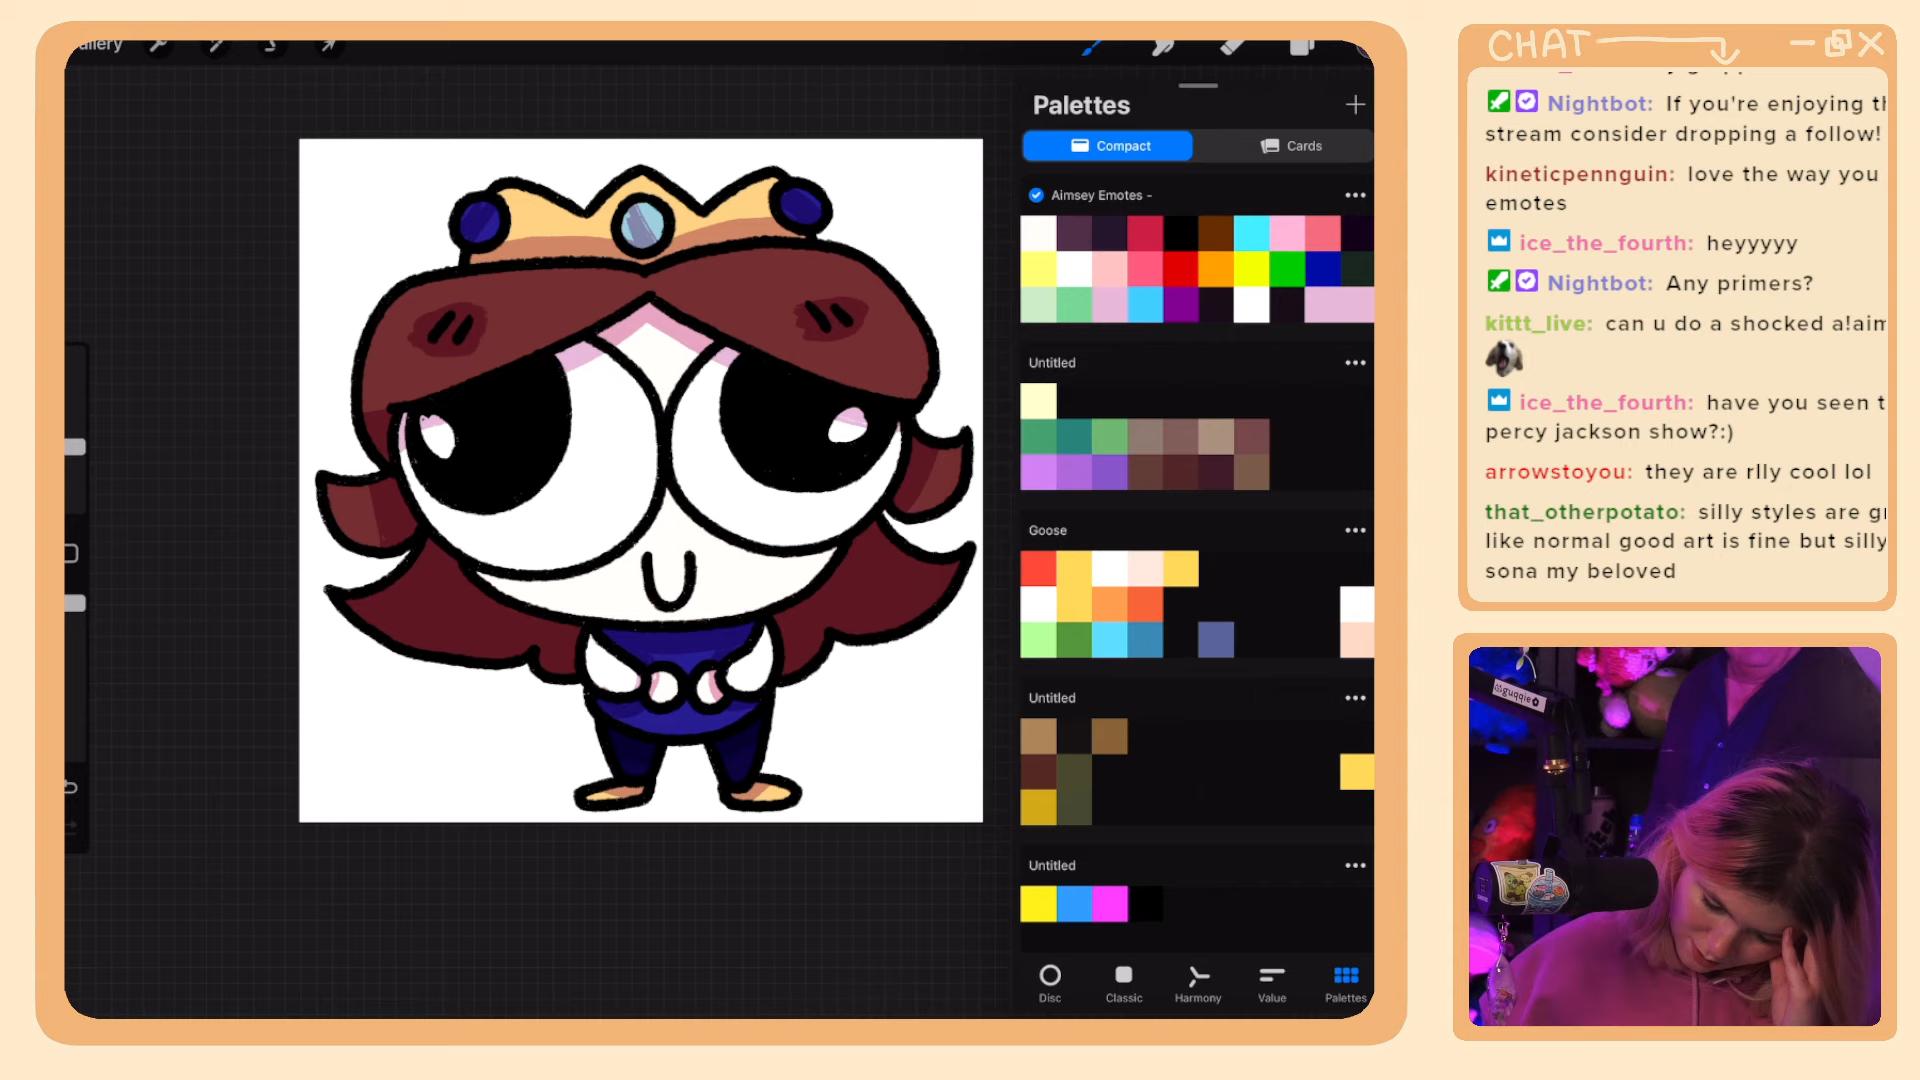 Palettes
Compact
Cards
Aimsey Emotes -
Untitled
Goose
Untitled
Untitled
Disc
Classic
Harmony
Value
Palettes
CHAT
Nightbot: If you're enjoying
stream consider dropping a follow!
kineticpennguin: love the way you
emotes
ice_the_fourth: heyyyyy
Nightbot: Any primers?
kittt_live: can u do a shocked
ice_the_fourth: have you seen
percy jackson show?:)
arrowstoyou: they are rlly cool lol
that_otherpotato: silly styles are
like normal good art is fine but silly
sona my beloved
guqqie